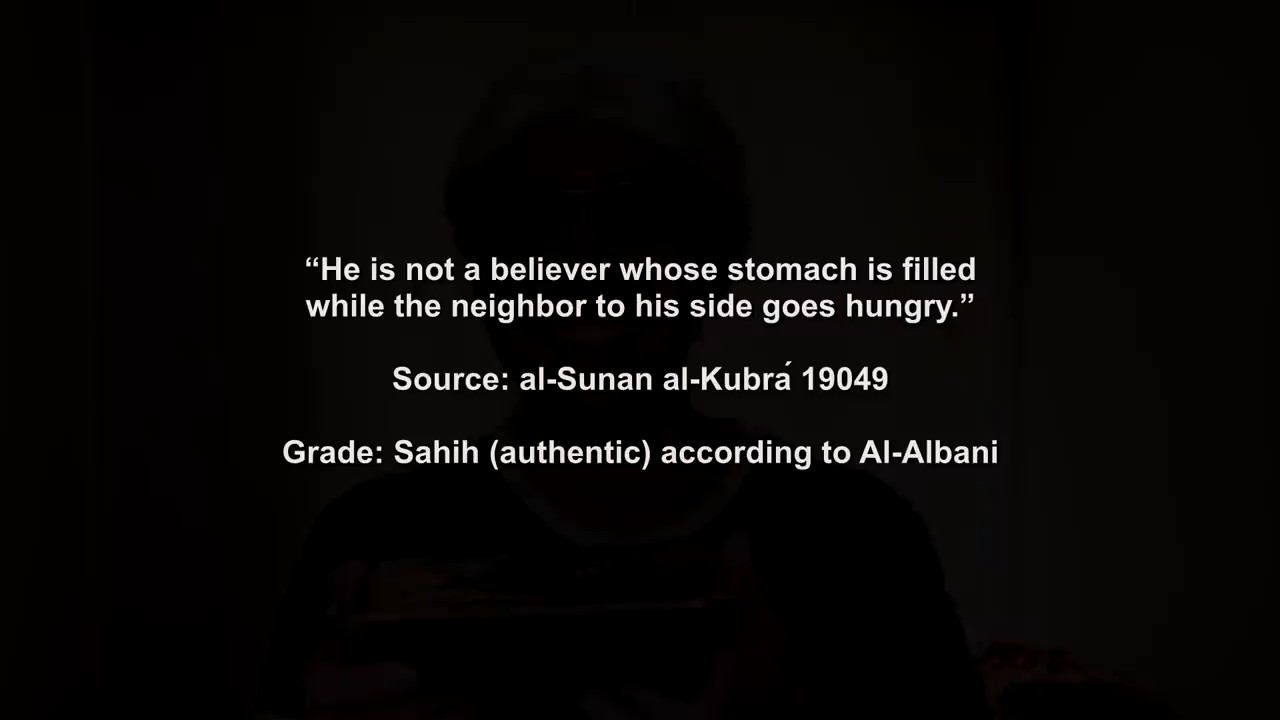 “He is not a believer whose stomach is filled
while the neighbor to his side goes hungry.”
Source: al-Sunan al-Kubrá 19049
Grade: Sahih (authentic) according to Al-Albani